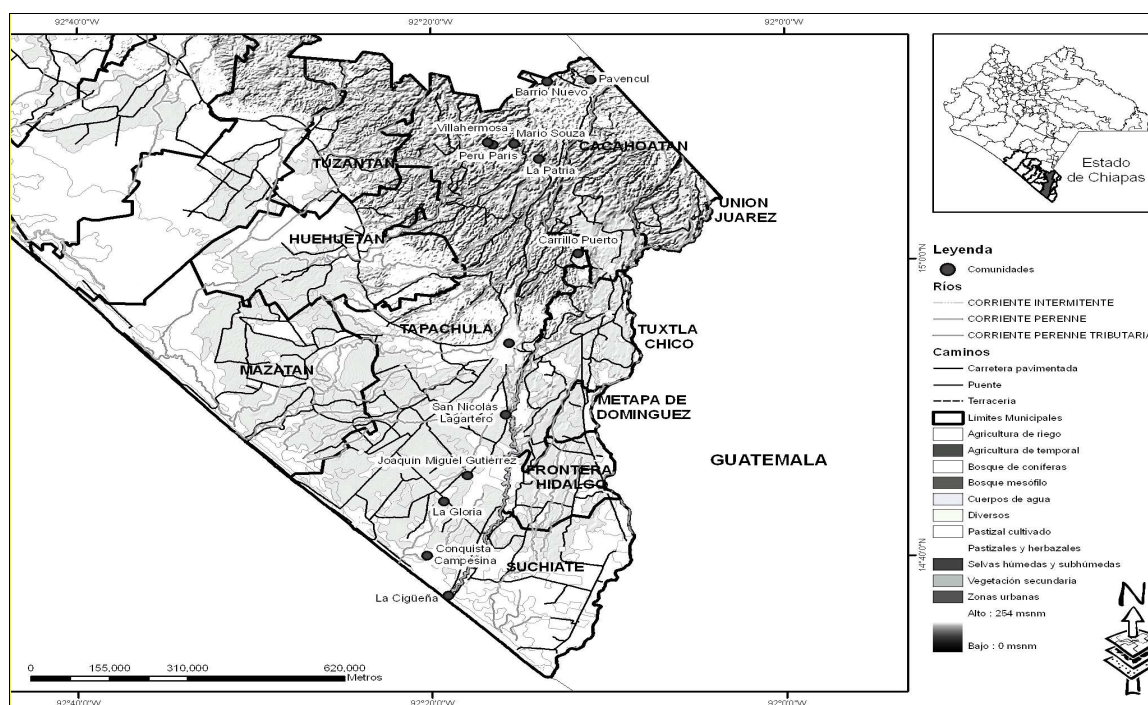 92°40'0"W
92°20'0"W
92°0'0"W
Pavencul
Barrio Nuevo
Villahermosa
Mario Souza
Peru Paris
CACAHOATAN
TUZANTAN
La Patria
UNION
JUAREZ
HUEHUETAN
Carrillo Puerto
TAPACHULA
TUXTLA
CHICO
MAZATAN
METAPA DE
DOMINGUEZ
San Nicolás
Lagartero
GUATEMALA
Joaquín Miguel Gutiérrez
FRONTERA
HIDALGO
La Gloria
Conquista
Campesina
SUCHIATE
La Cigüeña
0 155,000 310,000 620,000
Metros
92°40'0"W
92°20'0"W
92°0'0"W
15°0'0"N
14°40'0"N
Estado
de Chiapas
Leyenda
Comunidades
Ríos
CORRIENTE INTERMITENTE
CORRIENTE PERENNE
CORRIENTE PERENNE TRIBUTARIA
Caminos
Carretera pavimentada
Puente
Terracería
Limites Municipales
Agricultura de riego
Agricultura de temporal
Bosque de coníferas
Bosque mesófilo
Cuerpos de agua
Diversos
Pastizal cultivado
Pastizales y herbazales
Selvas húmedas y subhúmedas
Vegetación secundaria
Zonas urbanas
Alto : 254 msnm
Bajo : 0 msnm
N